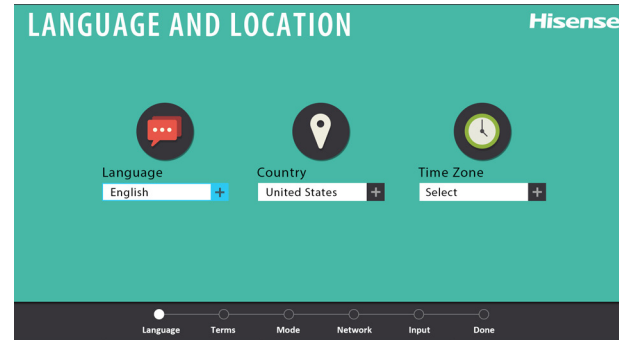 LANGUAGE AND LOCATION
Hisense
Language
Country
Time Zone
English +
United States +
Select +
Language Terms Mode Network Input Done